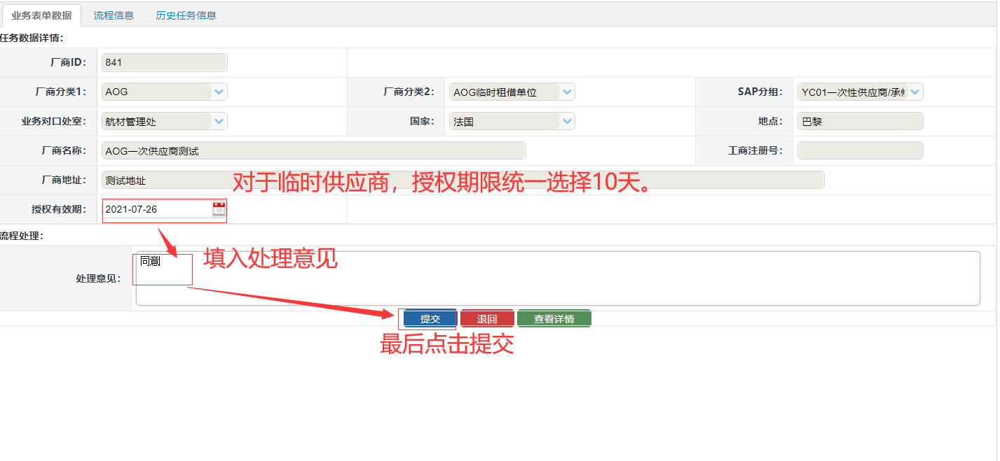 业务表单数据 流程信息 历史任务信息
任务数据详情：
厂商ID： 841
厂商分类1： AOG 厂商分类2： AOG临时租借单位 SAP分组： YC01一次性供应商/承
业务对口处室： 航材管理处 国家： 法国 地点： 巴黎
厂商名称： AOG一次供应商测试 工商注册号：
厂商地址： 测试地址 对于临时供应商，授权期限统一选择10天。
授权有效期： 2021-07-26
流程处理：
同意 填入处理意见
处理意见：
提交 退回 查看详情
最后点击提交